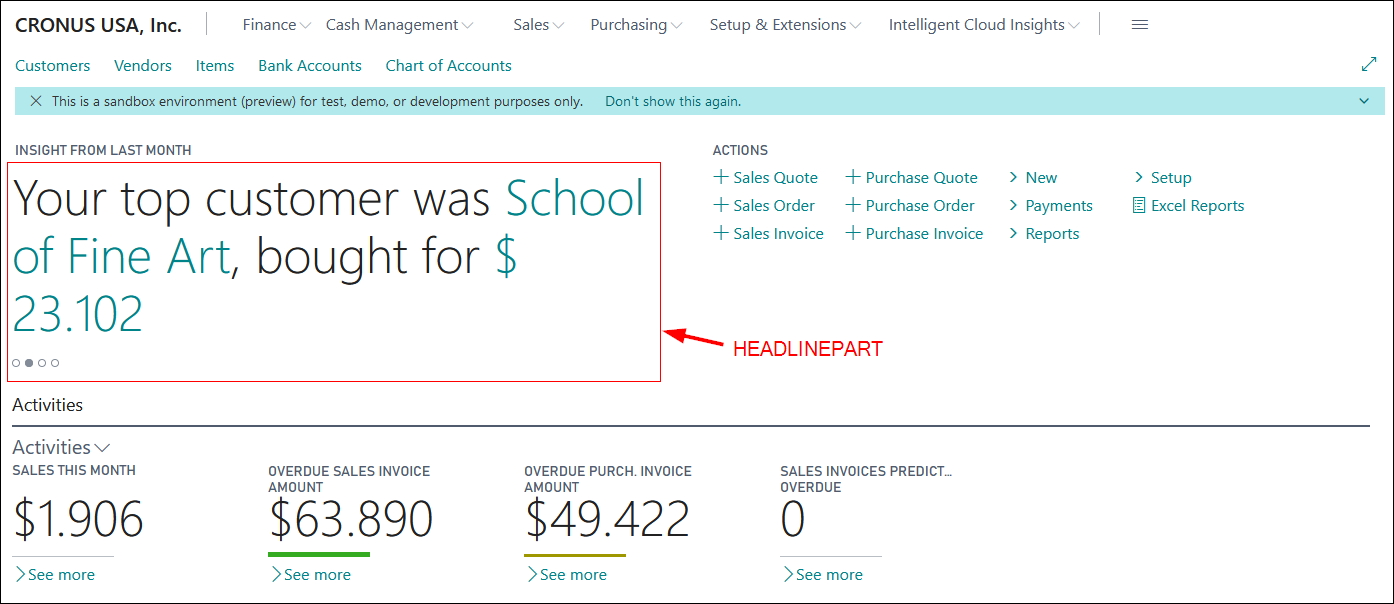 CRONUS USA, Inc. Finance Cash Management Sales Purchasing Setup & Extensions Intelligent Cloud Insights
Customers Vendors Items Bank Accounts Chart of Accounts
This is a sandbox environment (preview) for test, demo, or development purposes only. Don't show this again.
INSIGHT FROM LAST MONTH
Your top customer was School
of Fine Art, bought for $
23.102
HEADLINEPART
ACTIONS
Sales Quote Purchase Quote New Setup
Sales Order Purchase Order Payments Excel Reports
Sales Invoice Purchase Invoice Reports
Activities
Activities
SALES THIS MONTH
$1.906
See more
OVERDUE SALES INVOICE
AMOUNT
$63.890
See more
OVERDUE PURCH. INVOICE
AMOUNT
$49.422
See more
SALES INVOICES PREDICT...
OVERDUE
0
See more